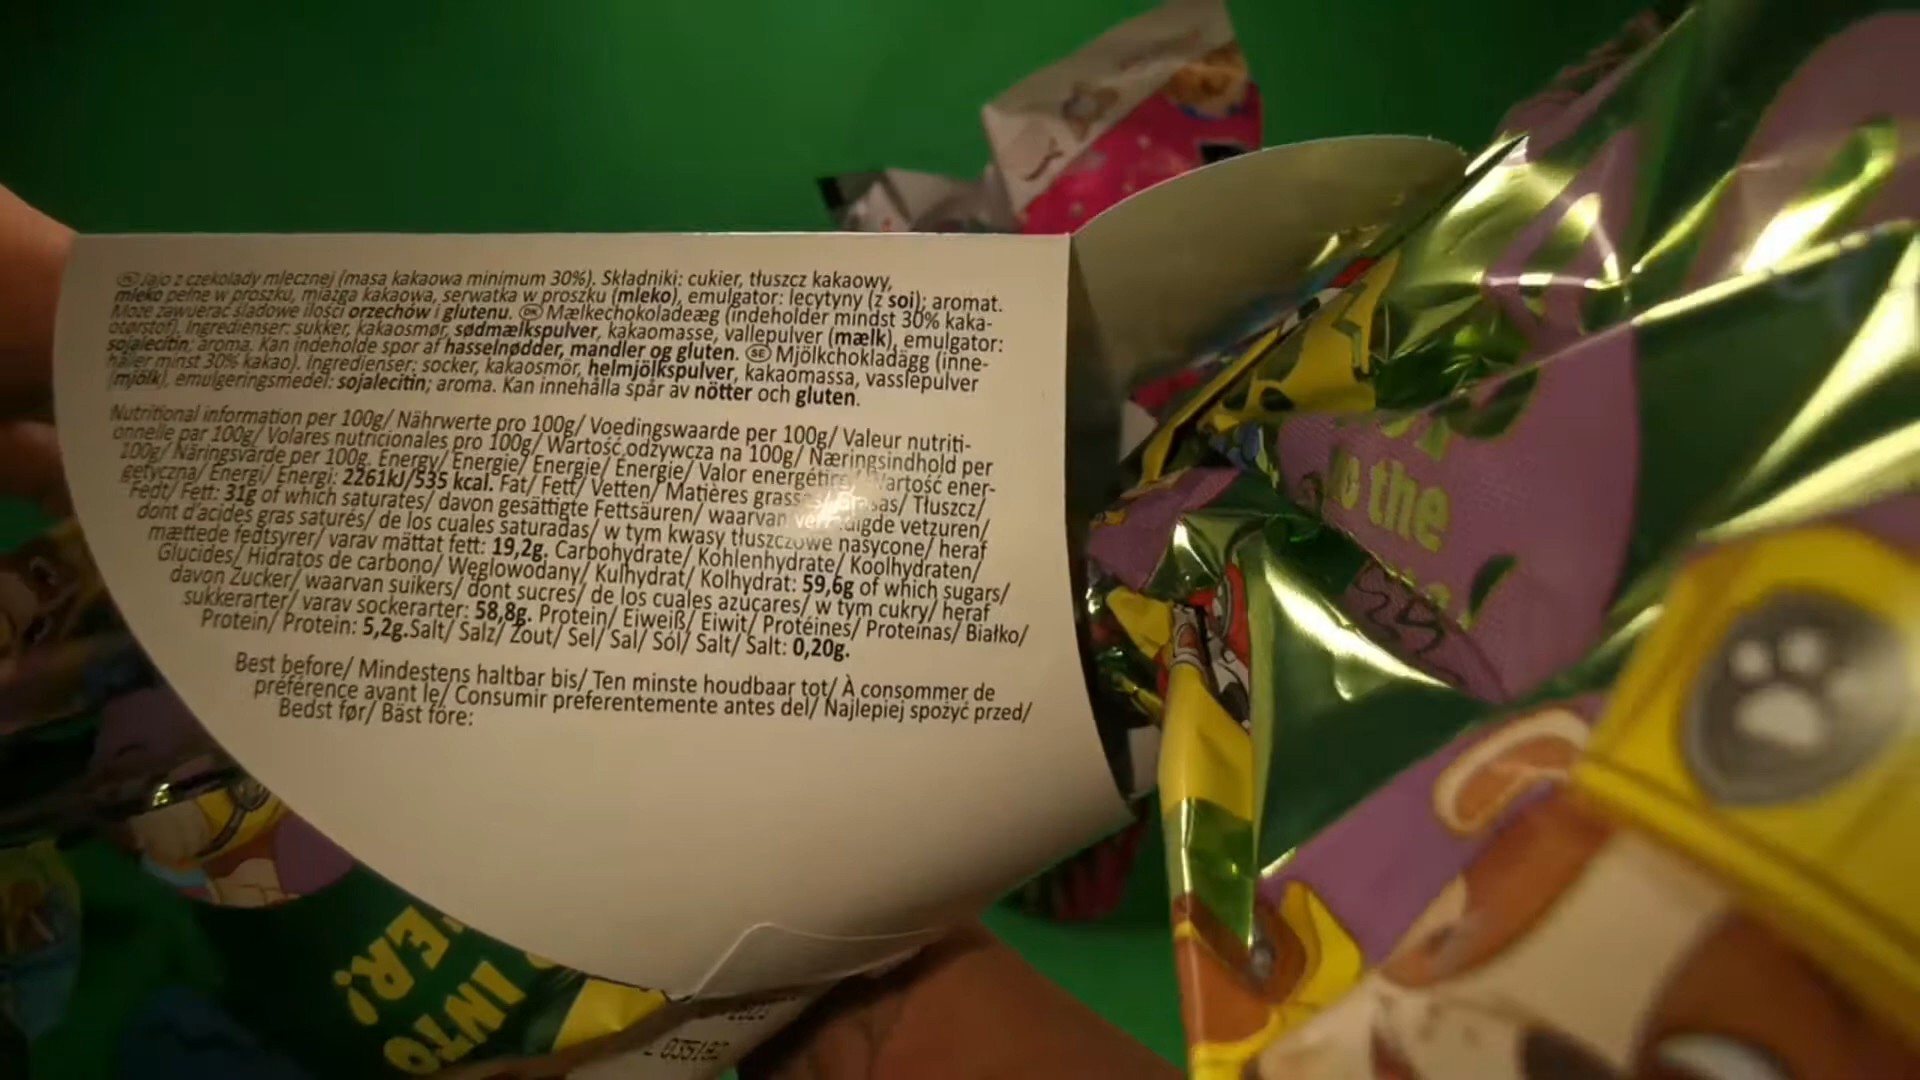 PL Jajo z czekolady mlecznej (masa kakaowa minimum 30%). Składniki: cukier, tłuszcz kakaowy,
mleko pełne w proszku, miazga kakaowa, serwatka w proszku (mleko), emulgator: lecytyny (z soi); aromat.
Może zawierać śladowe ilości orzechów i glutenu. DK Mælkechokoladeæg (indeholder mindst 30% kaka-
otørstof). Ingredienser: sukker, kakaosmør, sødmælkspulver, kakaomasse, vallepulver (mælk), emulgator:
sojalecitin; aroma. Kan indeholde spor af hasselnødder, mandler og gluten. SE Mjölkchokladägg (inne-
håller minst 30% kakao). Ingredienser: socker, kakaosmör, helmjölkspulver, kakaomassa, vasslepulver
(mjölk), emulgeringsmedel: sojalecitin; aroma. Kan innehålla spår av nötter och gluten.
Nutritional information per 100g/ Nährwerte pro 100g/ Voedingswaarde per 100g/ Valeur nutriti-
onnelle par 100g/ Volares nutricionales pro 100g/ Wartość odżywcza na 100g/ Næringsindhold per
100g/ Näringsvärde per 100g. Energy/ Energie/ Energie/ Énergie/ Valor energétic Wartość ener-
getyczna/ Energi/ Energi: 2261kJ/535 kcal. Fat/ Fett/ Vetten/ Matières grasses/ Grasas/ Tłuszcz/
Fedt/ Fett: 31g of which saturates/ davon gesättigte Fettsäuren/ waarvan verzadigde vetzuren/
dont d'acides gras saturés/ de los cuales saturadas/ w tym kwasy tłuszczowe nasycone/ heraf
mættede fedtsyrer/ varav mättat fett: 19,2g. Carbohydrate/ Kohlenhydrate/ Koolhydraten/
Glucides/ Hidratos de carbono/ Węglowodany/ Kulhydrat/ Kolhydrat: 59,6g of which sugars/
davon Zucker/ waarvan suikers/ dont sucres/ de los cuales azúcares/ w tym cukry/ heraf
sukkerarter/ varav sockerarter: 58,8g. Protein/ Eiweiß/ Eiwit/ Protéines/ Proteínas/ Białko/
Protein/ Protein: 5,2g.Salt/ Salz/ Zout/ Sel/ Sal/ Sól/ Salt/ Salt: 0,20g.
Best before/ Mindestens haltbar bis/ Ten minste houdbaar tot/ À consommer de
préférence avant le/ Consumir preferentemente antes del/ Najlepiej spożyć przed/
Bedst før/ Bäst före:
to the
INTO